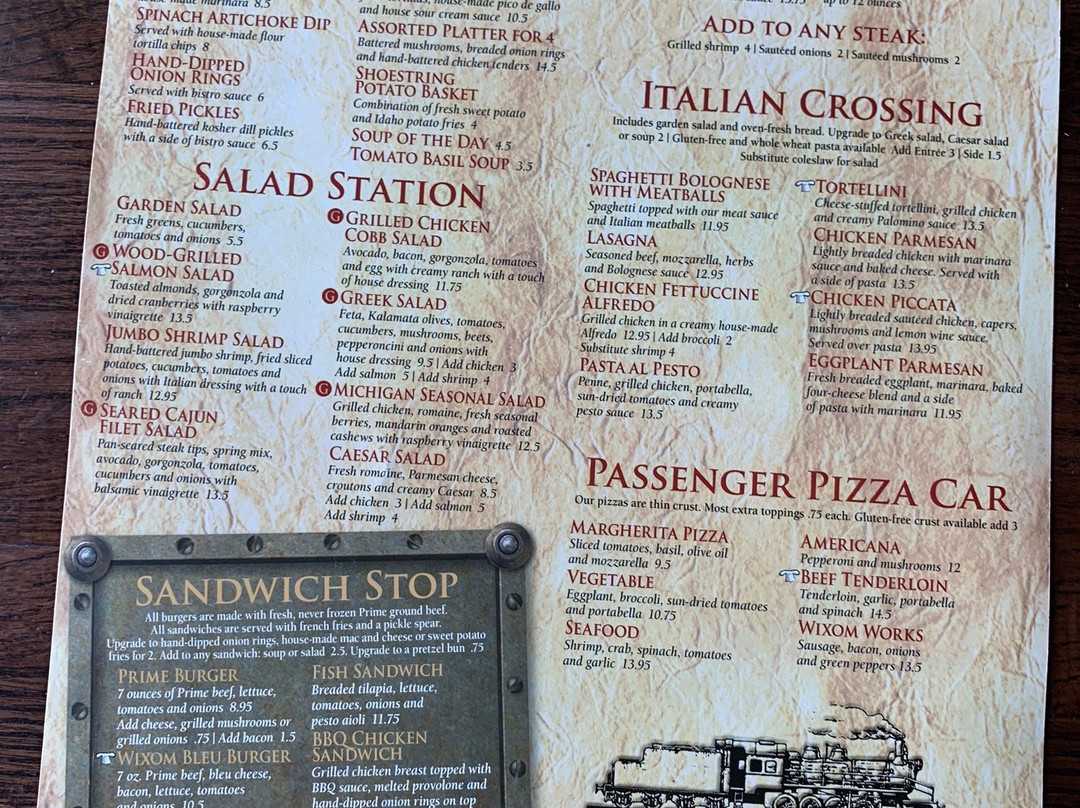 house-made marinara 8.5
SPINACH ARTICHOKE DIP
Served with house-made flour
tortilla chips 8
HAND-DIPPED
ONION RINGS
Served with bistro sauce 6
FRIED PICKLES
Hand-battered kosher dill pickles
with a side of bistro sauce 6.5
house-made pico de gallo
and house sour cream sauce 10.5
ASSORTED PLATTER FOR 4
Battered mushrooms, breaded onion rings
and hand-battered chicken tenders 14.5
SHOESTRING
POTATO BASKET
Combination of fresh sweet potato
and Idaho potato fries 4
SOUP OF THE DAY 4.5
TOMATO BASIL SOUP 3.5
SALAD STATION
GARDEN SALAD
Fresh greens, cucumbers,
tomatoes and onions 5.5
G WOOD-GRILLED
SALMON SALAD
Toasted almonds, gorgonzola and
dried cranberries with raspberry
vinaigrette 13.5
JUMBO SHRIMP SALAD
Hand-battered jumbo shrimp, fried sliced
potatoes, cucumbers, tomatoes and
onions with Italian dressing with a touch
of ranch 12.95
G SEARED CAJUN
FILET SALAD
Pan-seared steak tips, spring mix,
avocado, gorgonzola, tomatoes,
cucumbers and onions with
balsamic vinaigrette 13.5
G GRILLED CHICKEN
COBB SALAD
Avocado, bacon, gorgonzola, tomatoes
and egg with creamy ranch with a touch
of house dressing 11.75
G GREEK SALAD
Feta, Kalamata olives, tomatoes,
cucumbers, mushrooms, beets,
pepperoncini and onions with
house dressing 9.5 | Add chicken 3
Add salmon 5 | Add shrimp 4
G MICHIGAN SEASONAL SALAD
Grilled chicken, romaine, fresh seasonal
berries, mandarin oranges and roasted
cashews with raspberry vinaigrette 12.5
CAESAR SALAD
Fresh romaine, Parmesan cheese,
croutons and creamy Caesar 8.5
Add chicken 3 | Add salmon 5
Add shrimp 4
SANDWICH STOP
All burgers are made with fresh, never frozen Prime ground beef.
All sandwiches are served with french fries and a pickle spear.
Upgrade to hand-dipped onion rings, house-made mac and cheese or sweet potato
fries for 2. Add to any sandwich: soup or salad 2.5. Upgrade to a pretzel bun .75
PRIME BURGER
7 ounces of Prime beef, lettuce,
tomatoes and onions 8.95
Add cheese, grilled mushrooms or
grilled onions .75 | Add bacon 1.5
WIXOM BLEU BURGER
7 oz. Prime beef, bleu cheese,
bacon, lettuce, tomatoes
and onions 10.5
FISH SANDWICH
Breaded tilapia, lettuce,
tomatoes, onions and
pesto aioli 11.75
BBQ CHICKEN
SANDWICH
Grilled chicken breast topped with
BBQ sauce, melted provolone and
hand-dipped onion rings on top
sauce 13.75 up to 12 ounces
ADD TO ANY STEAK:
Grilled shrimp 4 | Sautéed onions 2 | Sautéed mushrooms 2
ITALIAN CROSSING
Includes garden salad and oven-fresh bread. Upgrade to Greek salad, Caesar salad
or soup 2 | Gluten-free and whole wheat pasta available Add Entrée 3 | Side 1.5
Substitute coleslaw for salad
SPAGHETTI BOLOGNESE
WITH MEATBALLS
Spaghetti topped with our meat sauce
and Italian meatballs 11.95
LASAGNA
Seasoned beef, mozzarella, herbs
and Bolognese sauce 12.95
CHICKEN FETTUCCINE
ALFREDO
Grilled chicken in a creamy house-made
Alfredo 12.95 | Add broccoli 2
Substitute shrimp 4
PASTA AL PESTO
Penne, grilled chicken, portabella,
sun-dried tomatoes and creamy
pesto sauce 13.5
TORTELLINI
Cheese-stuffed tortellini, grilled chicken
and creamy Palomino sauce 13.5
CHICKEN PARMESAN
Lightly breaded chicken with marinara
sauce and baked cheese. Served with
a side of pasta 13.5
CHICKEN PICCATA
Lightly breaded sautéed chicken, capers,
mushrooms and lemon wine sauce.
Served over pasta 13.95
EGGPLANT PARMESAN
Fresh breaded eggplant, marinara, baked
four-cheese blend and a side
of pasta with marinara 11.95
PASSENGER PIZZA CAR
Our pizzas are thin crust. Most extra toppings .75 each. Gluten-free crust available add 3
MARGHERITA PIZZA
Sliced tomatoes, basil, olive oil
and mozzarella 9.5
VEGETABLE
Eggplant, broccoli, sun-dried tomatoes
and portabella 10.75
SEAFOOD
Shrimp, crab, spinach, tomatoes
and garlic 13.95
AMERICANA
Pepperoni and mushrooms 12
BEEF TENDERLOIN
Tenderloin, garlic, portabella
and spinach 14.5
WIXOM WORKS
Sausage, bacon, onions
and green peppers 13.5